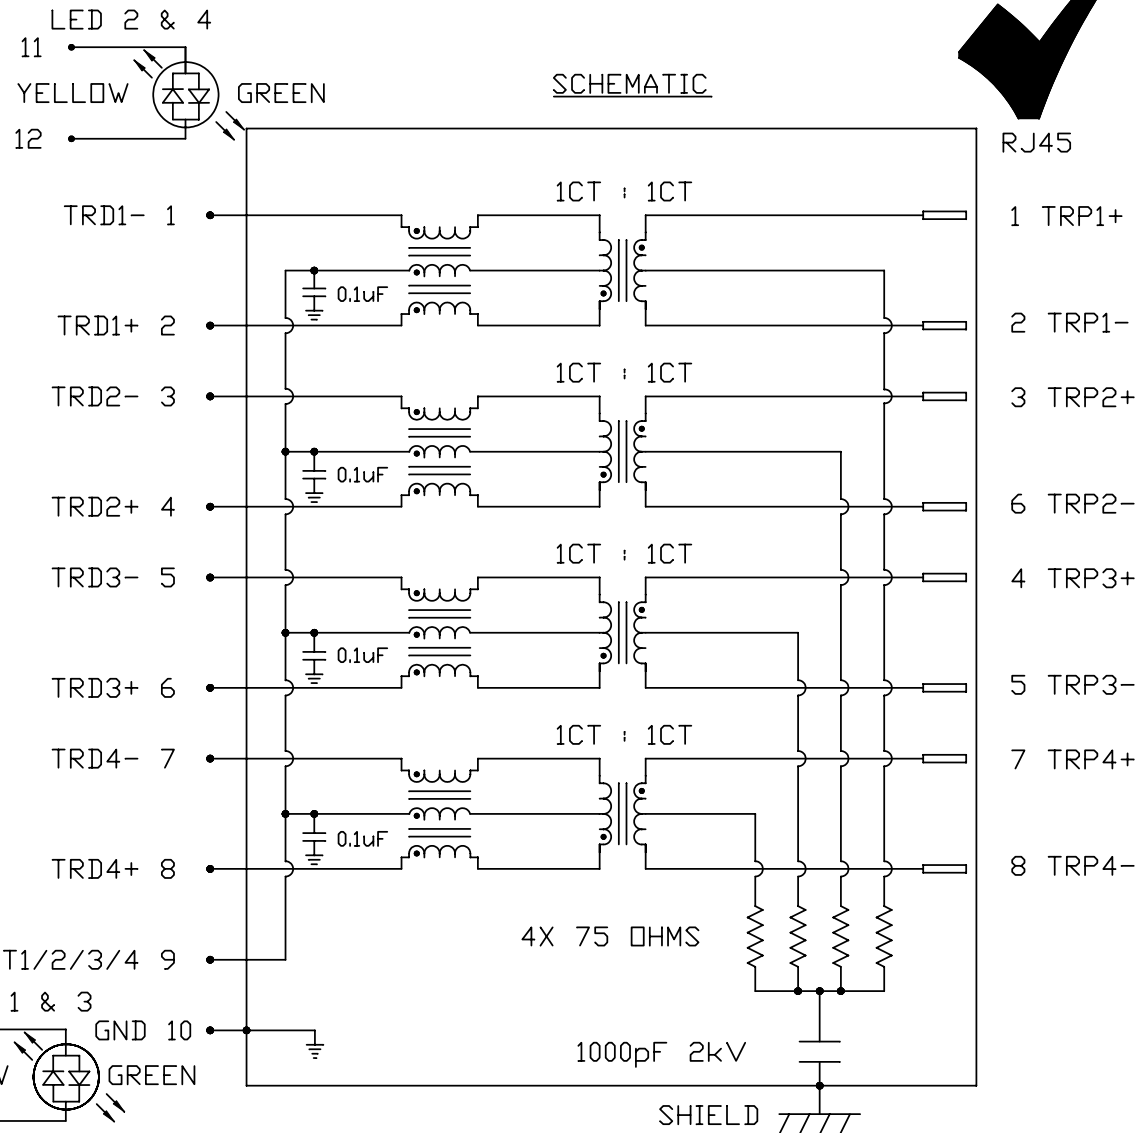 LED 2 & 4
11
YELLOW GREEN
12
SCHEMATIC
RJ45
1CT : 1CT
TRD1- 1
1 TRP1+
0.1uF
TRD1+ 2
2 TRP1-
1CT : 1CT
TRD2- 3
3 TRP2+
0.1uF
TRD2+ 4
6 TRP2-
1CT : 1CT
TRD3- 5
4 TRP3+
0.1uF
TRD3+ 6
5 TRP3-
1CT : 1CT
TRD4- 7
7 TRP4+
0.1uF
TRD4+ 8
8 TRP4-
4X 75 OHMS
T1/2/3/4 9
1 & 3
GND 10
1000pF 2kV
GREEN
SHIELD